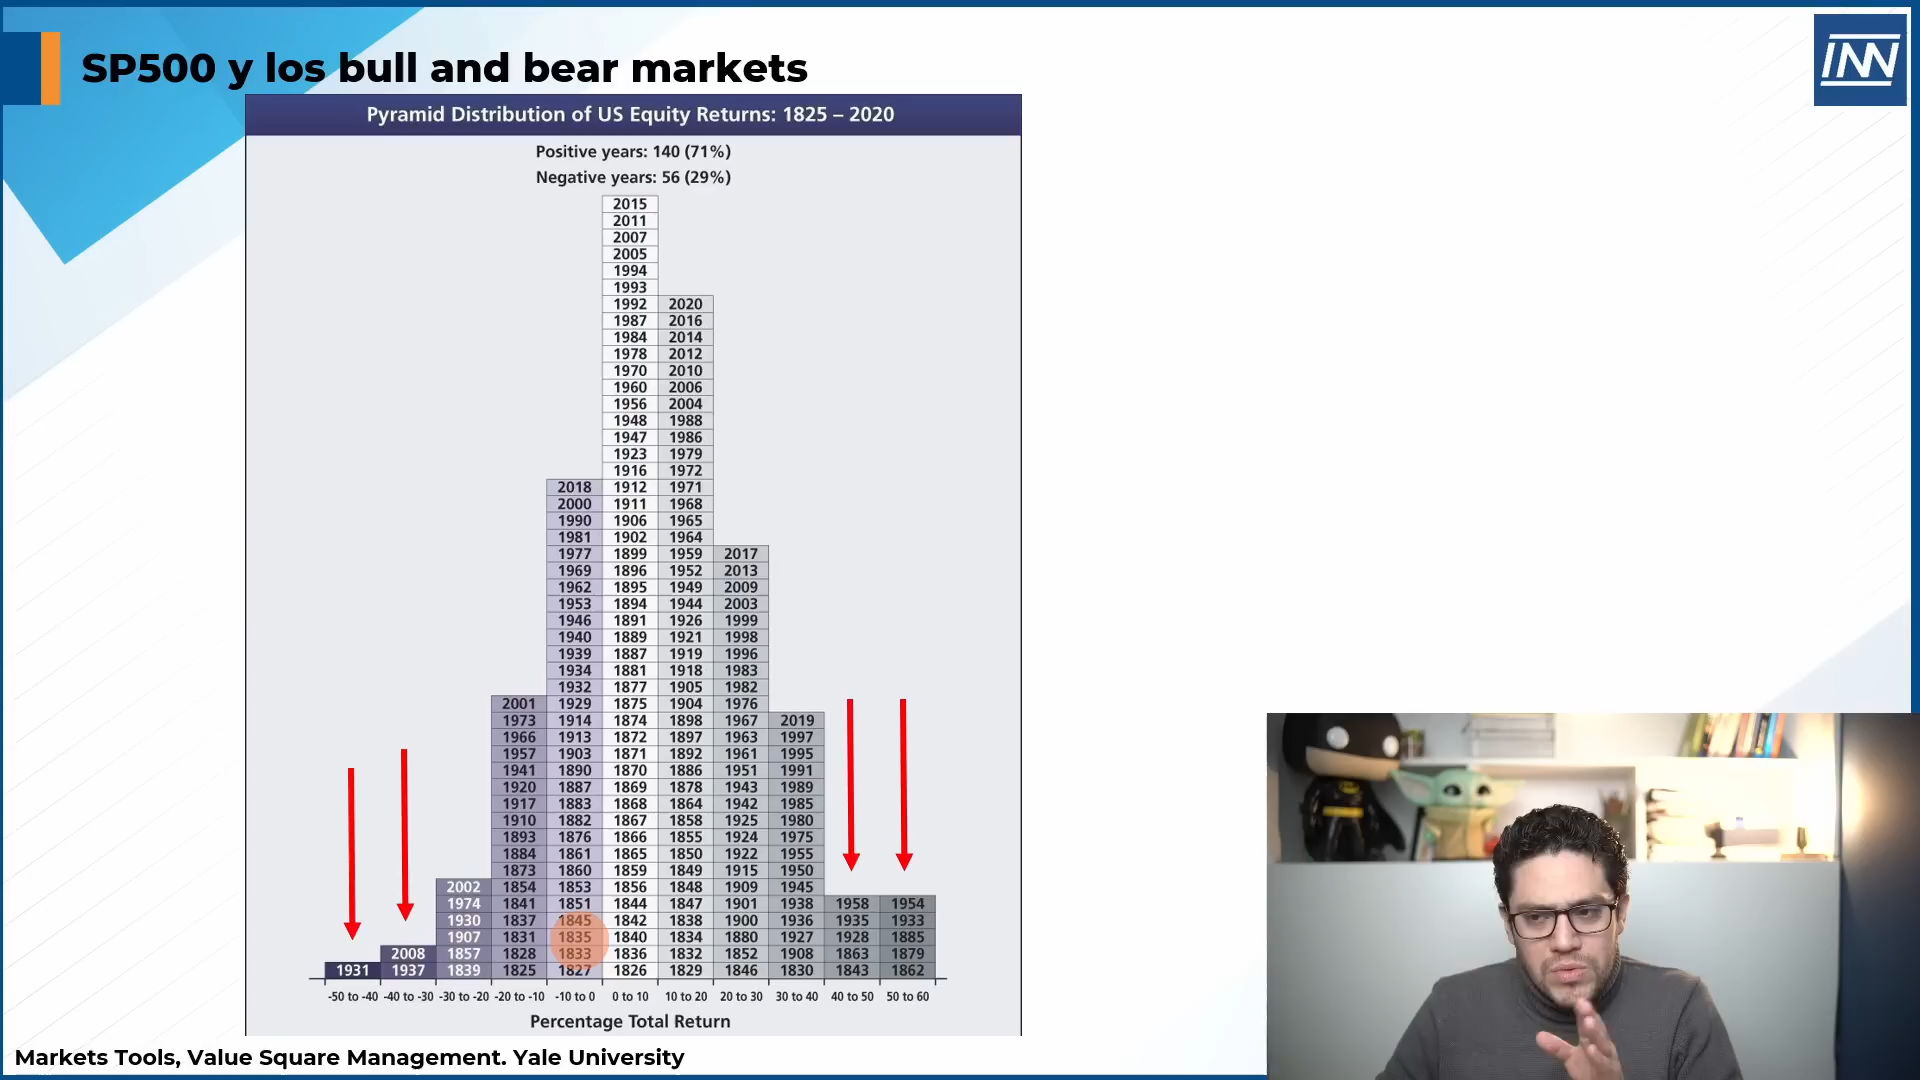 SP500 y los bull and bear markets
INN
Pyramid Distribution of US Equity Returns: 1825 – 2020
Positive years: 140 (71%)
Negative years: 56 (29%)
2015
2011
2007
2005
1994
1993
1992 2020
1987 2016
1984 2014
1978 2012
1970 2010
1960 2006
1956 2004
1948 1988
1947 1986
1923 1979
1916 1972
2018 1912 1971
2000 1911 1968
1990 1906 1965
1981 1902 1964
1977 1899 1959 2017
1969 1896 1952 2013
1962 1895 1949 2009
1953 1894 1944 2003
1946 1891 1926 1999
1940 1889 1921 1998
1939 1887 1919 1996
1934 1881 1918 1983
1932 1877 1905 1982
2001 1929 1875 1904 1976
1973 1914 1874 1898 1967 2019
1966 1913 1872 1897 1963 1997
1957 1903 1871 1892 1961 1995
1941 1890 1870 1886 1951 1991
1920 1887 1869 1878 1943 1989
1917 1883 1868 1864 1942 1985
1910 1882 1867 1858 1925 1980
1893 1876 1866 1855 1924 1975
1884 1861 1865 1850 1922 1955
1873 1860 1859 1849 1915 1950
2002 1854 1853 1856 1848 1909 1945
1974 1841 1851 1844 1847 1901 1938 1958 1954
1930 1837 1845 1842 1838 1900 1936 1935 1933
1907 1831 1835 1840 1834 1880 1927 1928 1885
2008 1857 1828 1833 1836 1832 1852 1908 1863 1879
1931 1937 1839 1825 1827 1826 1829 1846 1830 1843 1862
-50 to -40 -40 to -30 -30 to -20 -20 to -10 -10 to 0 0 to 10 10 to 20 20 to 30 30 to 40 40 to 50 50 to 60
Percentage Total Return
Markets Tools, Value Square Management. Yale University